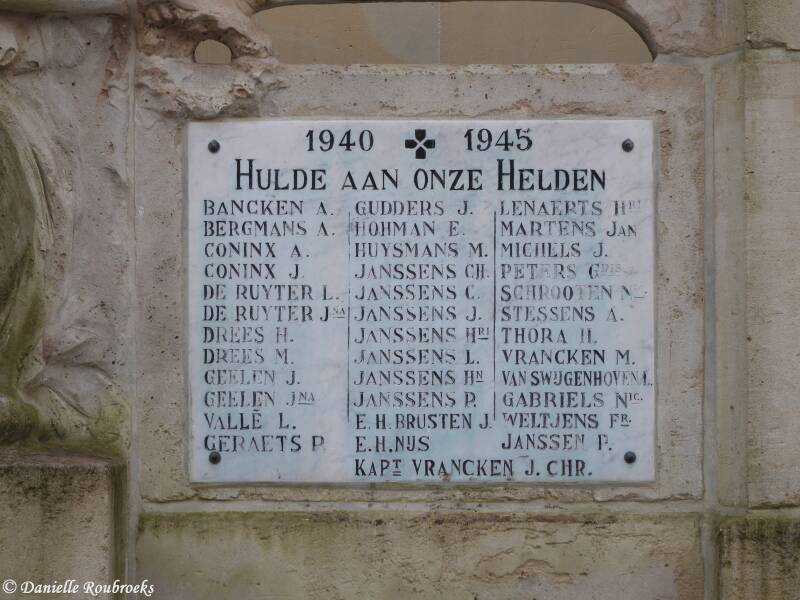 1940 ✠ 1945
HULDE AAN ONZE HELDEN
BANCKEN A.
BERGMANS A.
CONINX A.
CONINX J.
DE RUYTER L.
DE RUYTER JNA
DREES H.
DREES M.
GEELEN J.
GEELEN JNA
VALLĒ L.
GERAETS P.
GUDDERS J.
HOHMAN E.
HUYSMANS M.
JANSSENS CH.
JANSSENS C.
JANSSENS J.
JANSSENS HRI
JANSSENS L.
JANSSENS HN
JANSSENS P.
E.H. BRUSTEN J.
E.H. NIJS
KAPT VRANCKEN J. CHR.
LENAERTS HRI
MARTENS JAN
MICHELS J.
PETERS GDIS
SCHROOTEN
STESSENS A.
THORA H.
VRANCKEN M.
VAN SWIJGENHOVEN L.
GABRIELS NIC.
WELTJENS FR.
JANSSEN P.
© Danielle Roubroeks